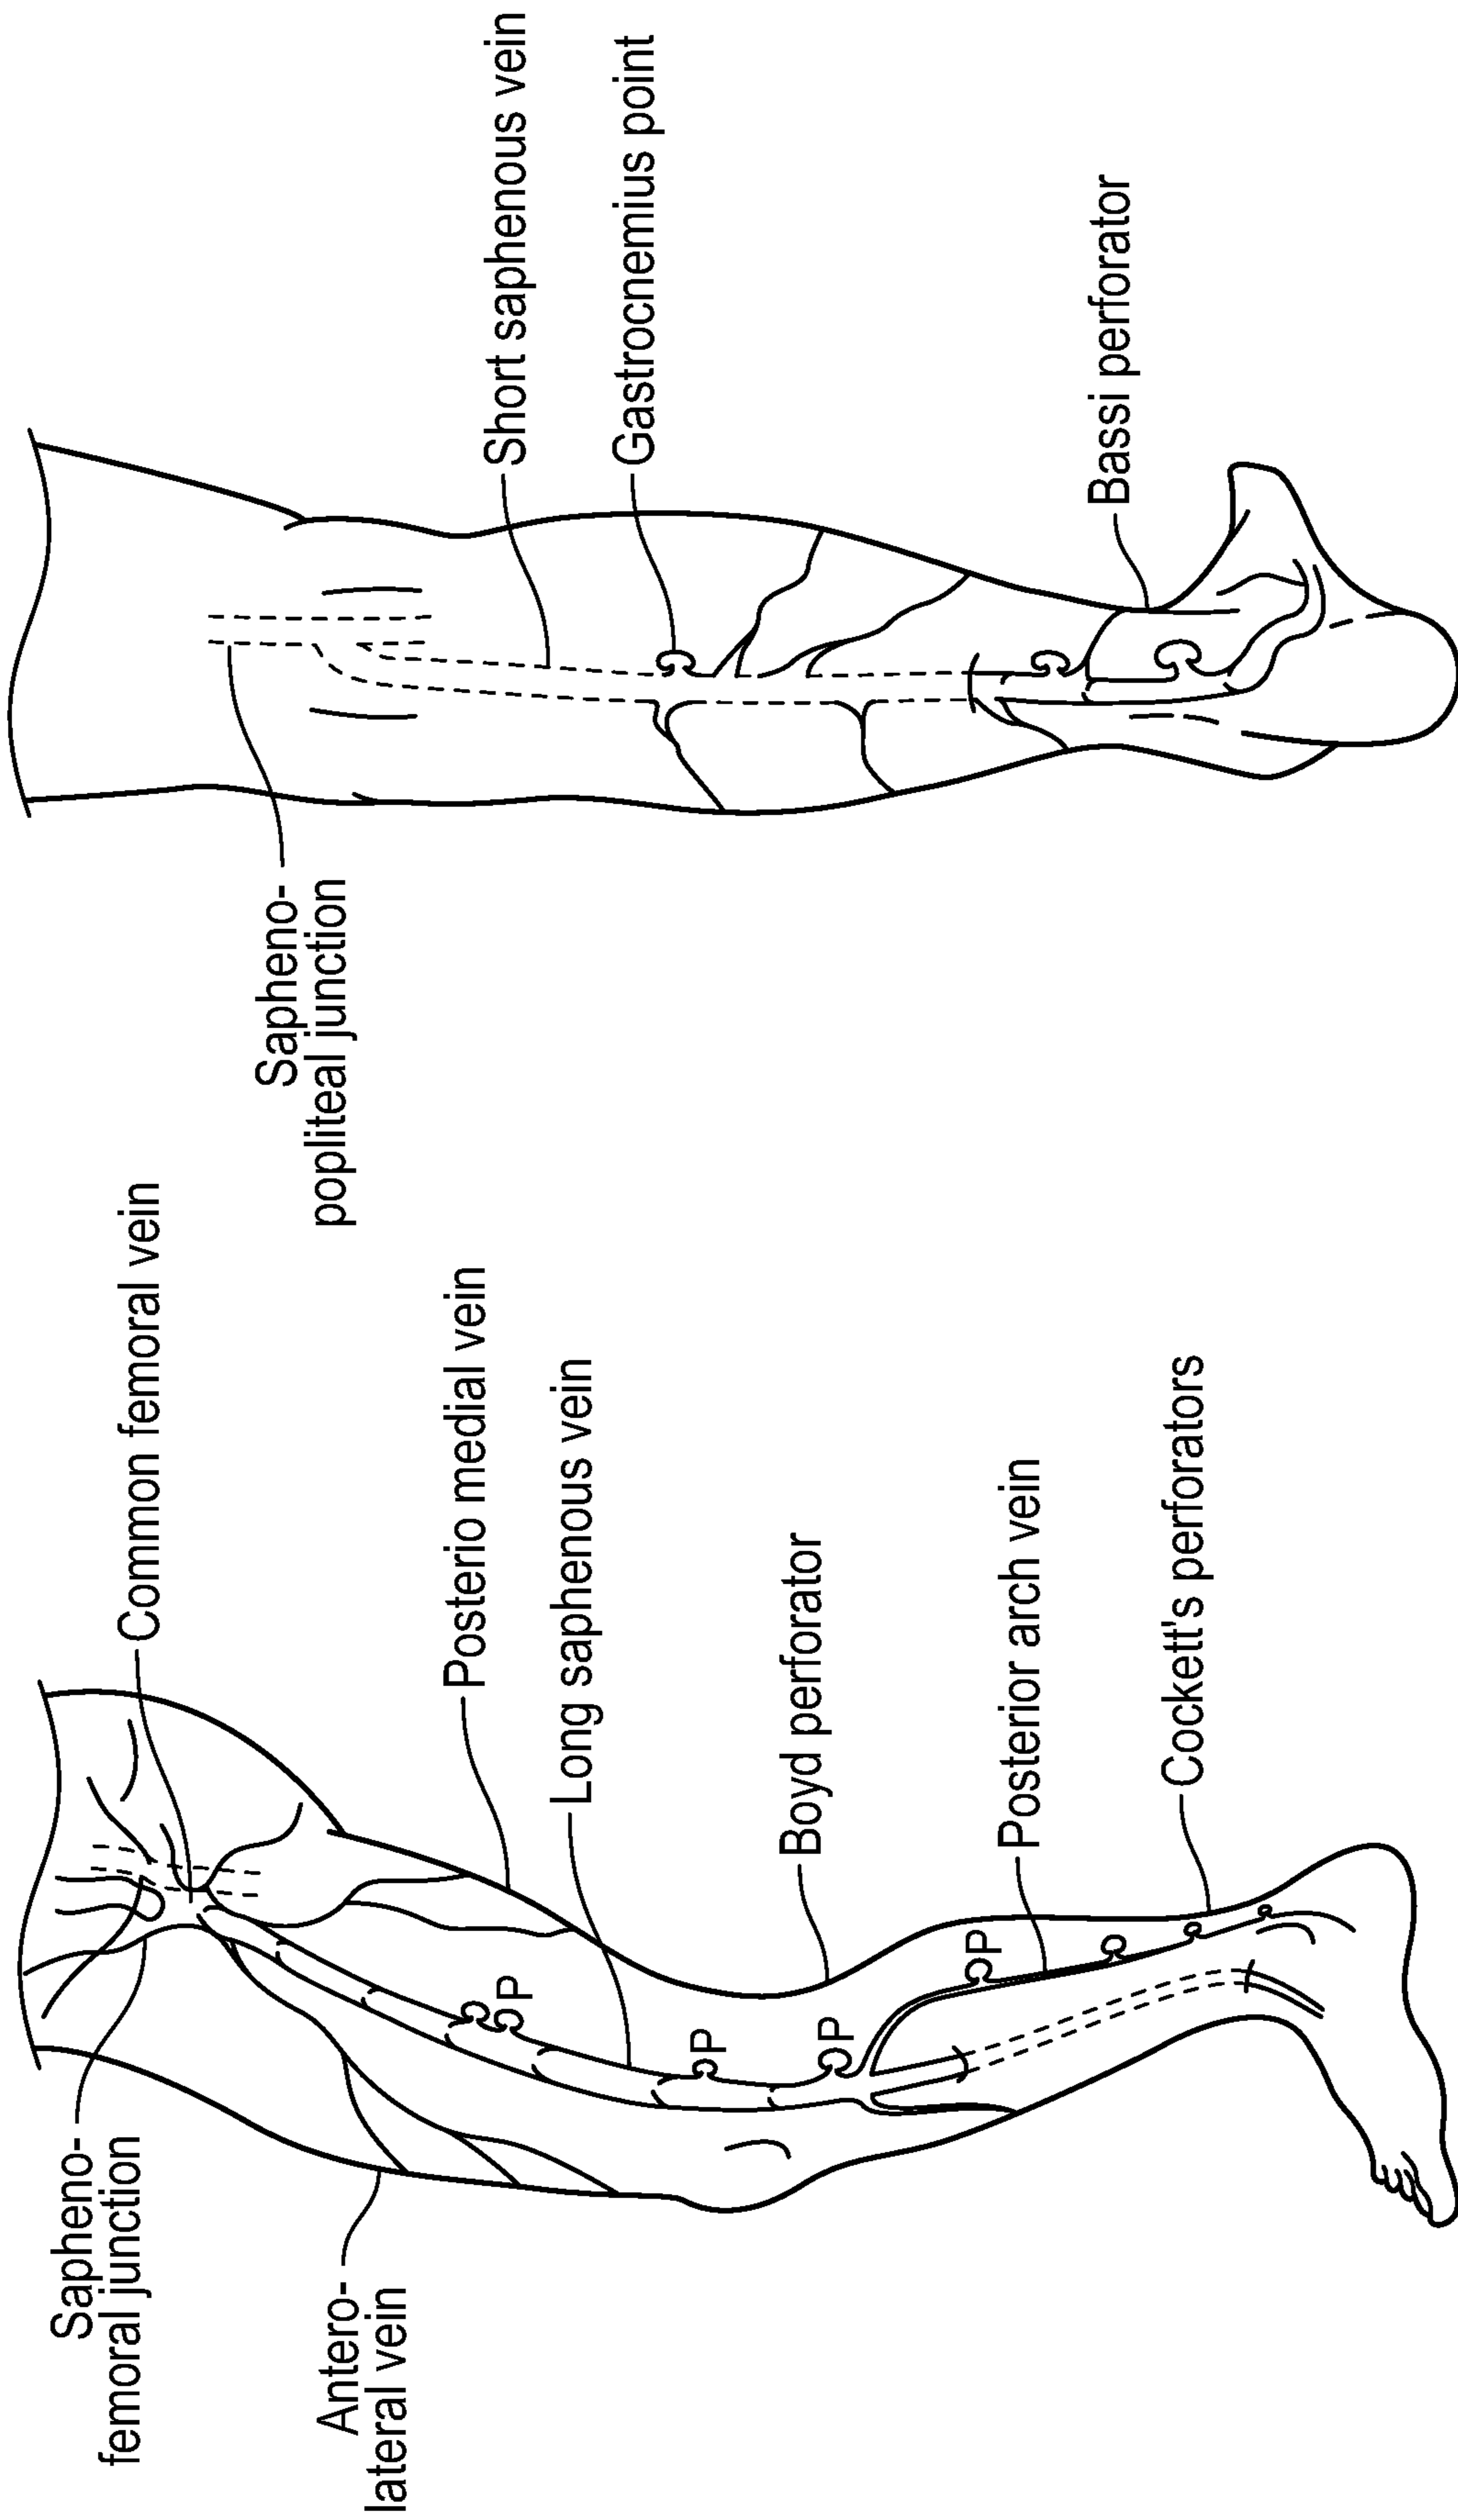 Sapheno-
femoral junction
Antero-
lateral vein
Common femoral vein
Posterio medial vein
Long saphenous vein
Boyd perforator
Posterior arch vein
Cockett's perforators
P
P
P
P
Sapheno-
popliteal junction
Short saphenous vein
Gastrocnemius point
Bassi perforator